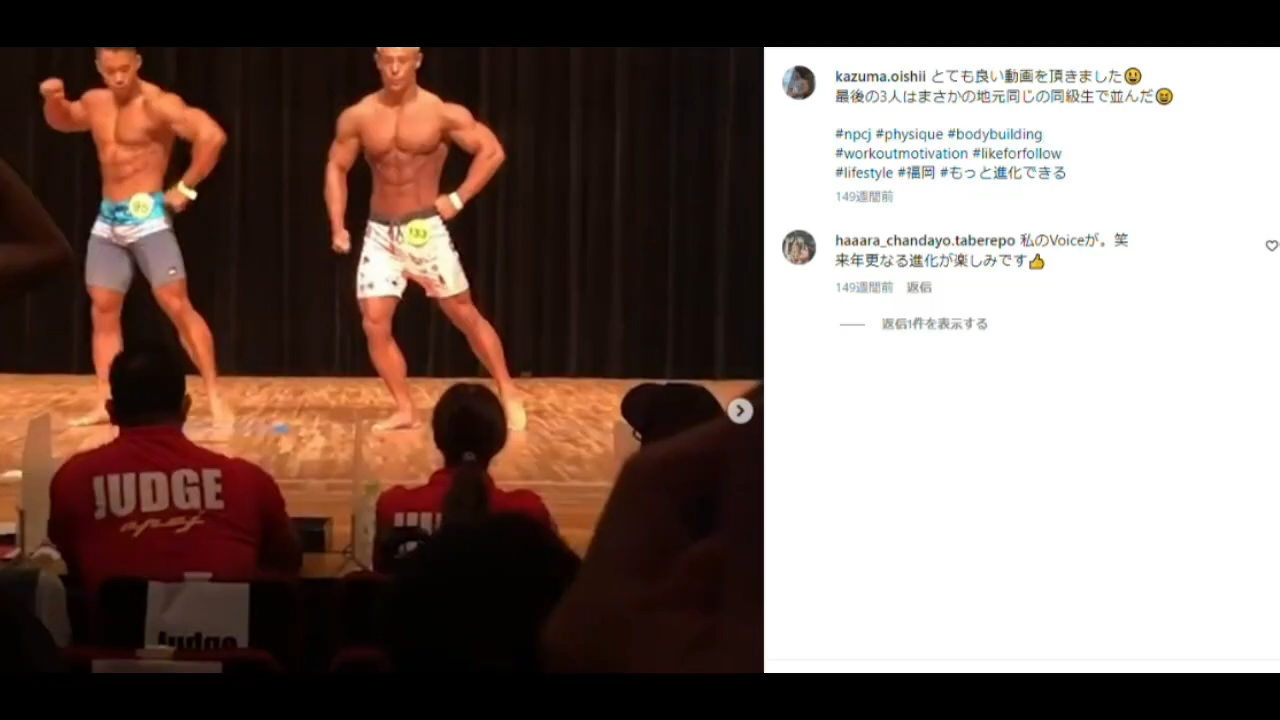 95
133
JUDGE
apex
JU
Judge
kazuma.oishii とても良い動画を頂きました😃
最後の3人はまさかの地元同じの同級生で並んだ😆
#npcj #physique #bodybuilding
#workoutmotivation #likeforfollow
#lifestyle #福岡 #もっと進化できる
149週間前
haaara_chandayo.taberepo 私のVoiceが。笑
来年更なる進化が楽しみです👍
149週間前 返信
返信1件を表示する